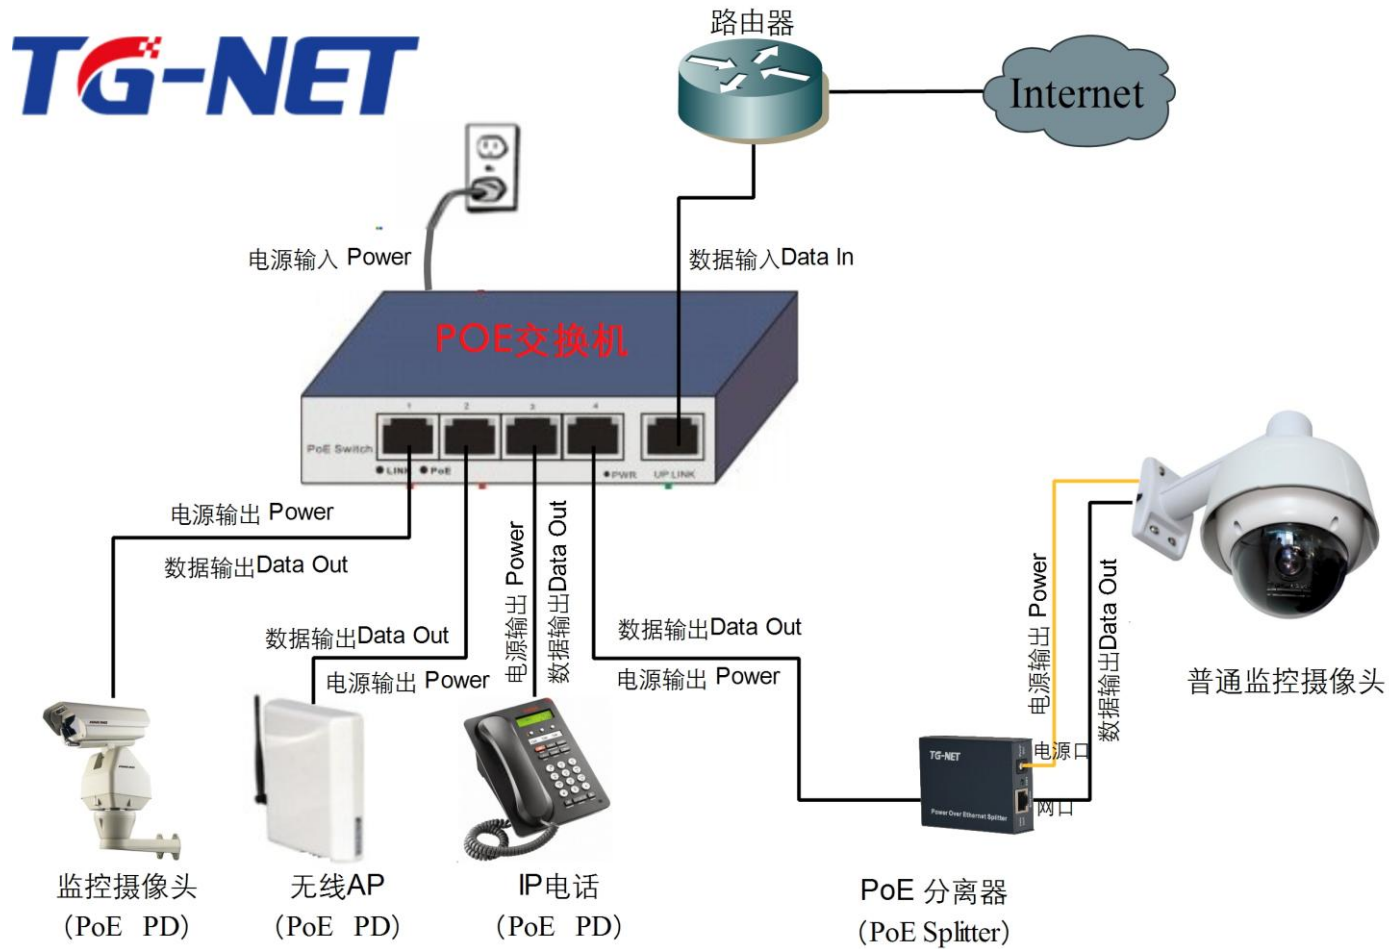 TG-NET
路由器
Internet
电源输入 Power
数据输入Data In
POE交换机
1 2 3 4
PoE Switch
LINK PoE
PWR UP LINK
电源输出 Power
数据输出Data Out
数据输出Data Out
电源输出 Power
电源输出 Power
数据输出Data Out
数据输出Data Out
电源输出 Power
电源输出 Power
数据输出Data Out
普通监控摄像头
TG-NET
Power Over Ethernet Splitter
电源口
网口
监控摄像头
(PoE PD)
无线AP
(PoE PD)
IP电话
(PoE PD)
PoE 分离器
(PoE Splitter)